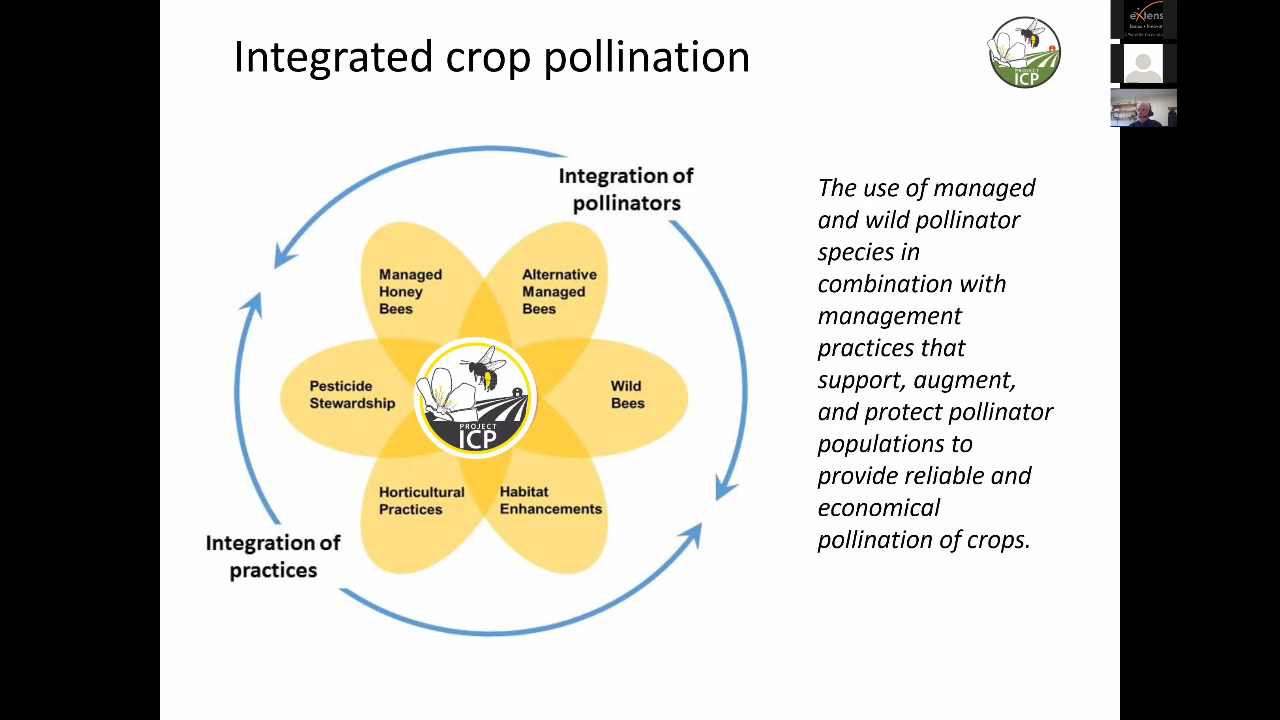 Integrated crop pollination
PROJECT
ICP
eXtens
Integration of
pollinators
Managed
Honey
Bees
Alternative
Managed
Bees
Pesticide
Stewardship
Wild
Bees
PROJECT
ICP
Horticultural
Practices
Habitat
Enhancements
Integration of
practices
The use of managed
and wild pollinator
species in
combination with
management
practices that
support, augment,
and protect pollinator
populations to
provide reliable and
economical
pollination of crops.